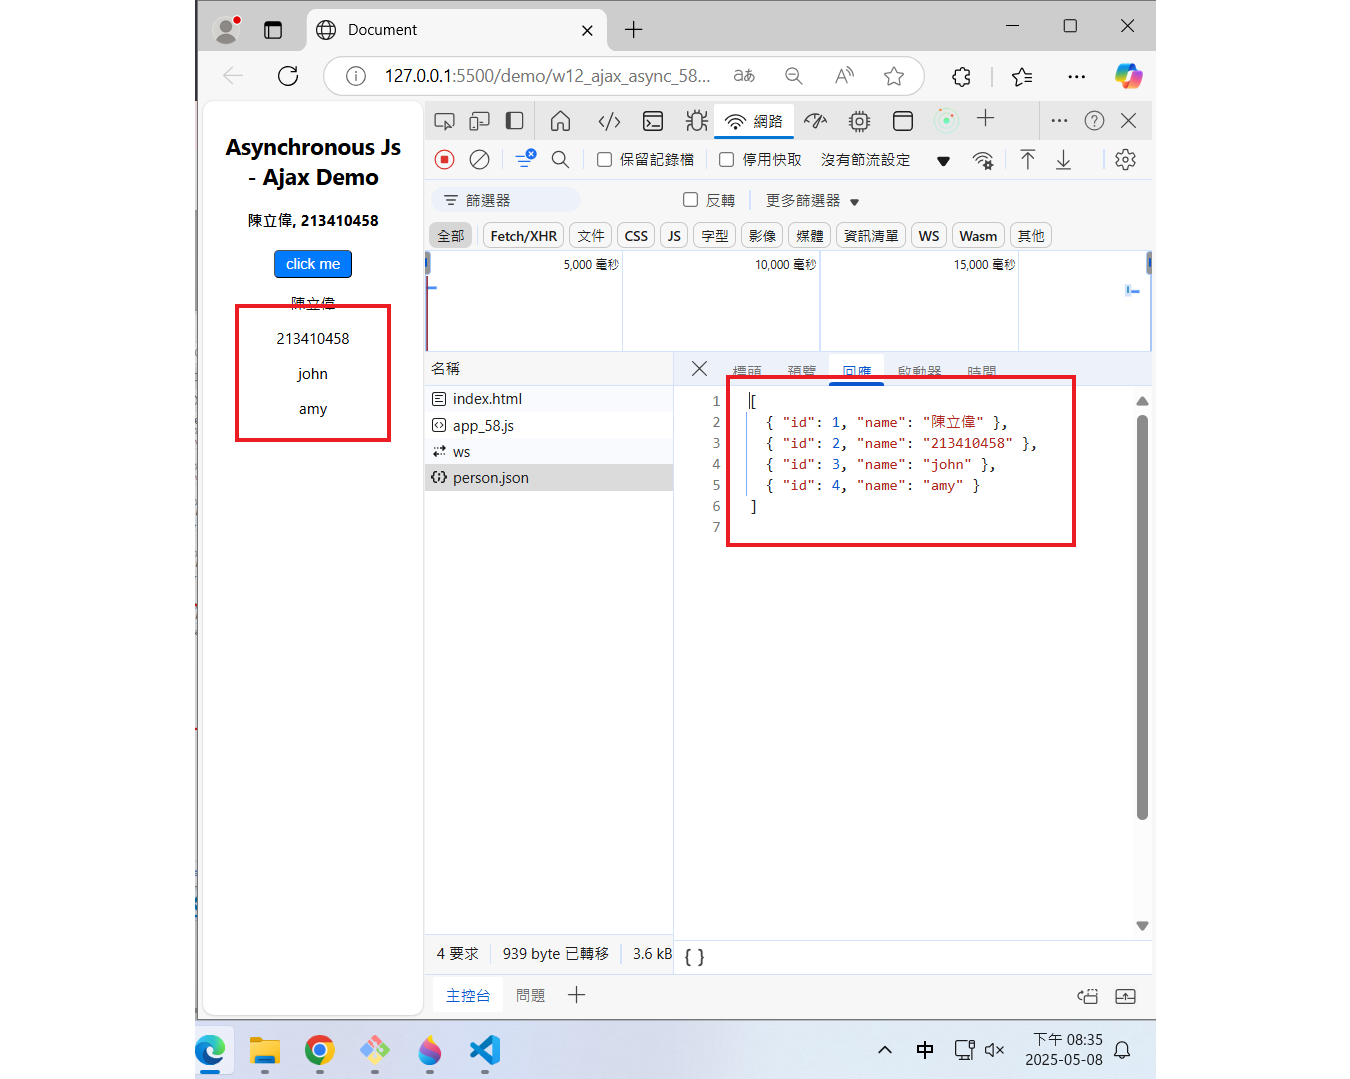 Document
127.0.0.1:5500/demo/w12_ajax_async_58...
Asynchronous Js
- Ajax Demo
陳立偉, 213410458
click me
陳立偉
213410458
john
amy
網路
保留記錄檔
停用快取
沒有節流設定
篩選器
反轉
更多篩選器
全部
Fetch/XHR
文件
CSS
JS
字型
影像
媒體
資訊清單
WS
Wasm
其他
5,000 毫秒
10,000 毫秒
15,000 毫秒
名稱
index.html
app_58.js
ws
person.json
標頭
預覽
回應
啟動器
時間
1 [
2 { "id": 1, "name": "陳立偉" },
3 { "id": 2, "name": "213410458" },
4 { "id": 3, "name": "john" },
5 { "id": 4, "name": "amy" }
6 ]
7
4 要求
939 byte 已轉移
3.6 kB
{ }
主控台
問題
中
下午 08:35
2025-05-08